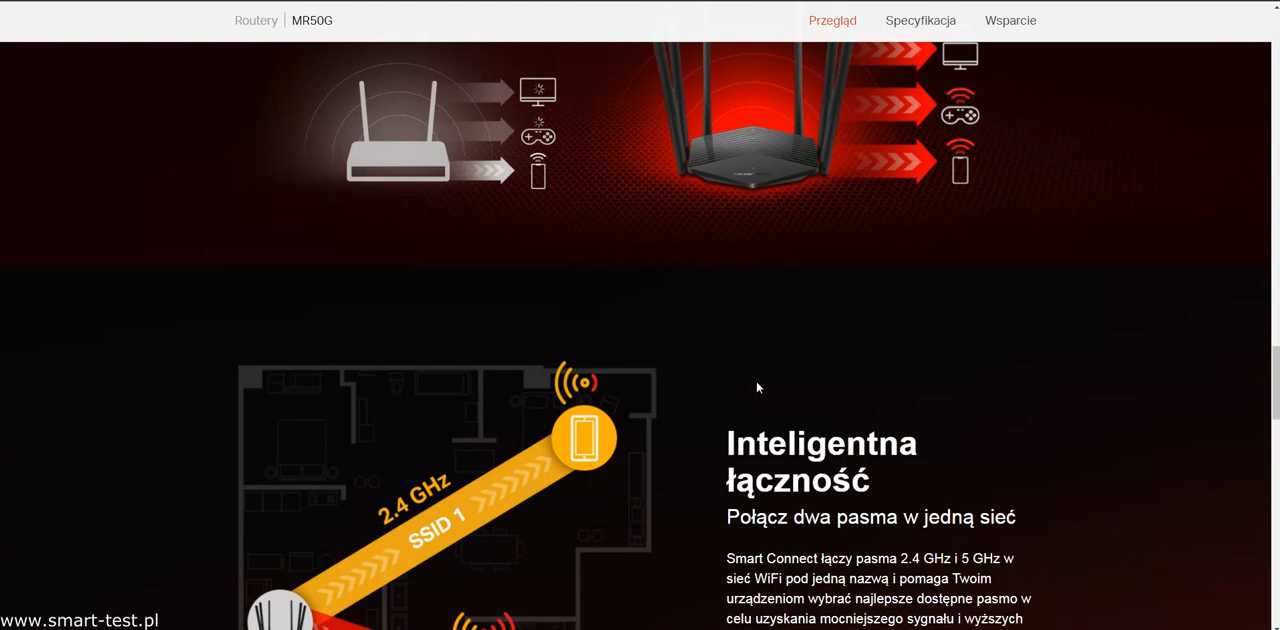 Routery | MR50G
Przegląd
Specyfikacja
Wsparcie
2.4 GHz
SSID 1
Inteligentna
łączność
Połącz dwa pasma w jedną sieć
Smart Connect łączy pasma 2.4 GHz i 5 GHz w
sieć WiFi pod jedną nazwą i pomaga Twoim
urządzeniom wybrać najlepsze dostępne pasmo w
celu uzyskania mocniejszego sygnału i wyższych
www.smart-test.pl